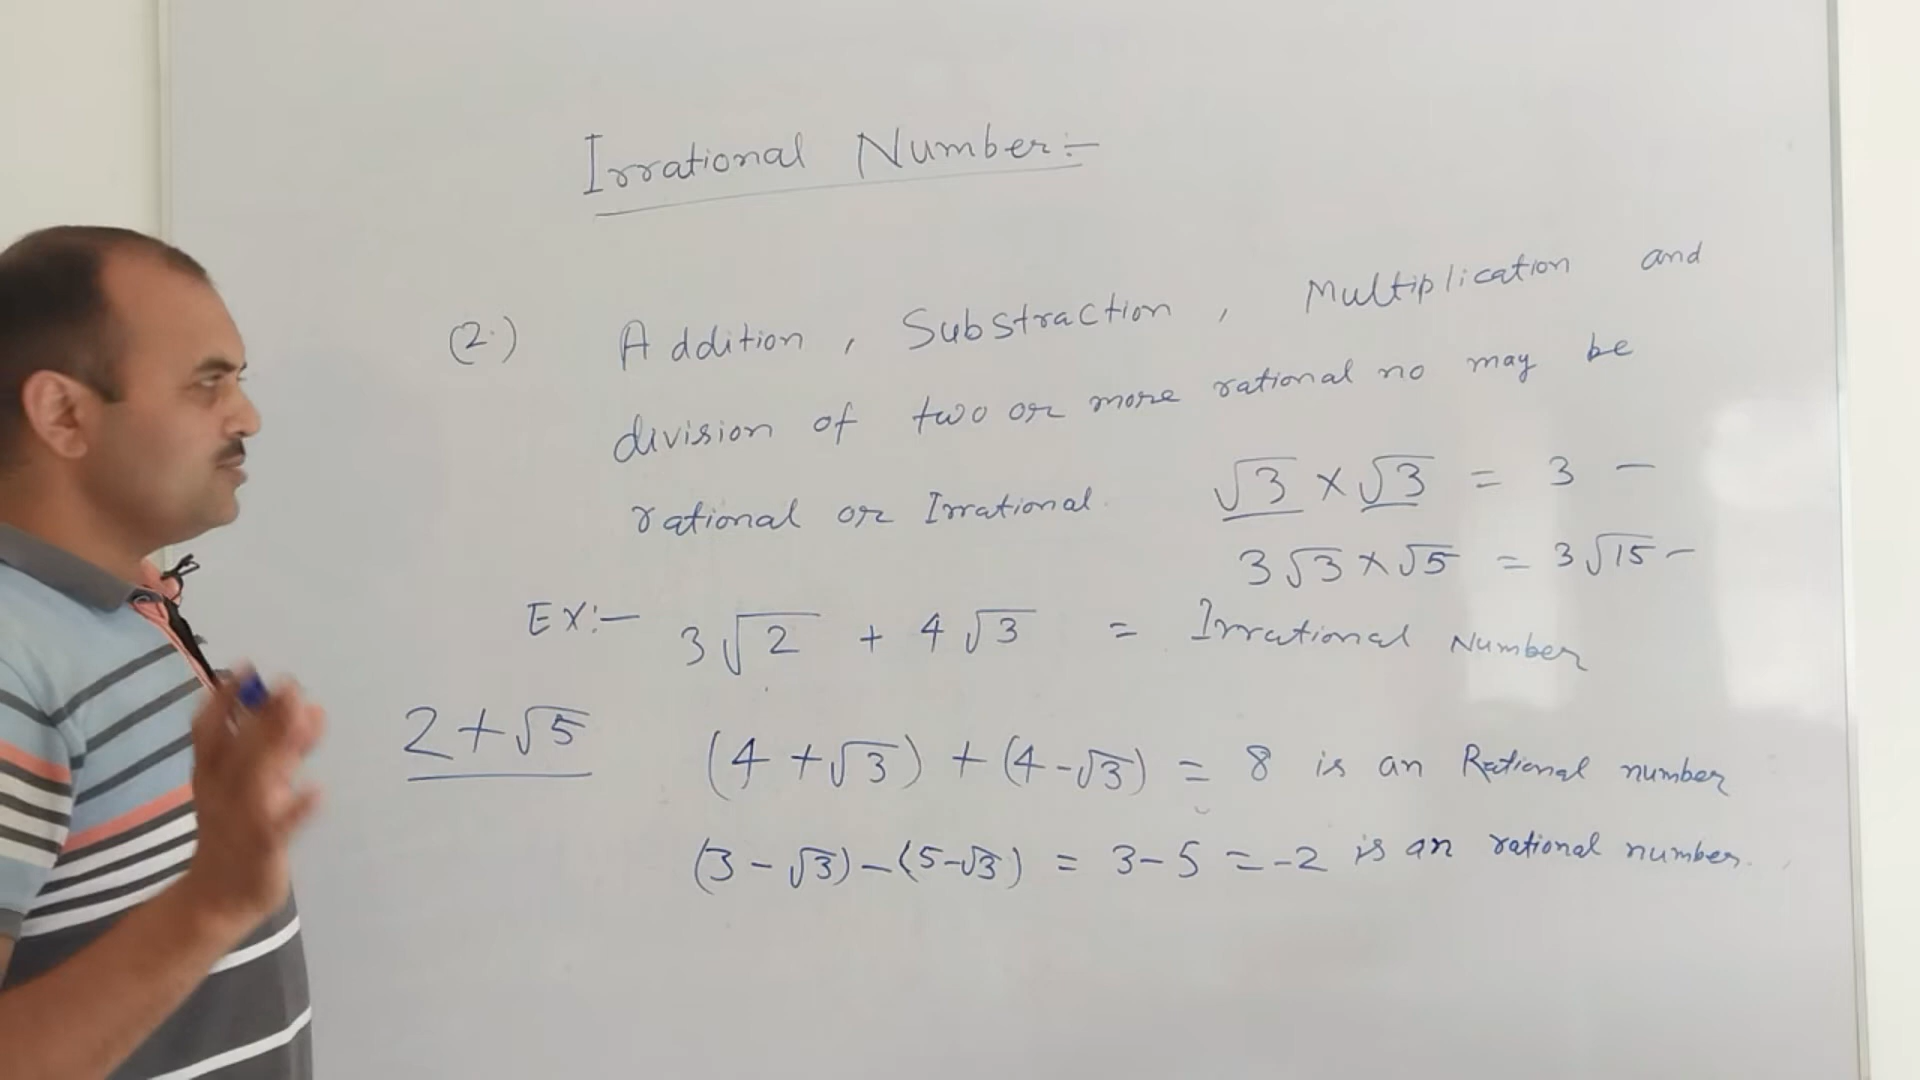 Irrational Number:-
(2.) Addition, Substraction, Multiplication and
division of two or more rational no may be
rational or Irrational.
√3 × √3 = 3 -
3√3 × √5 = 3√15 -
EX:- 3√2 + 4√3 = Irrational Number
2+√5
(4+√3) + (4-√3) = 8 is an Rational number
(3-√3)-(5-√3) = 3-5 = -2 is an rational number.